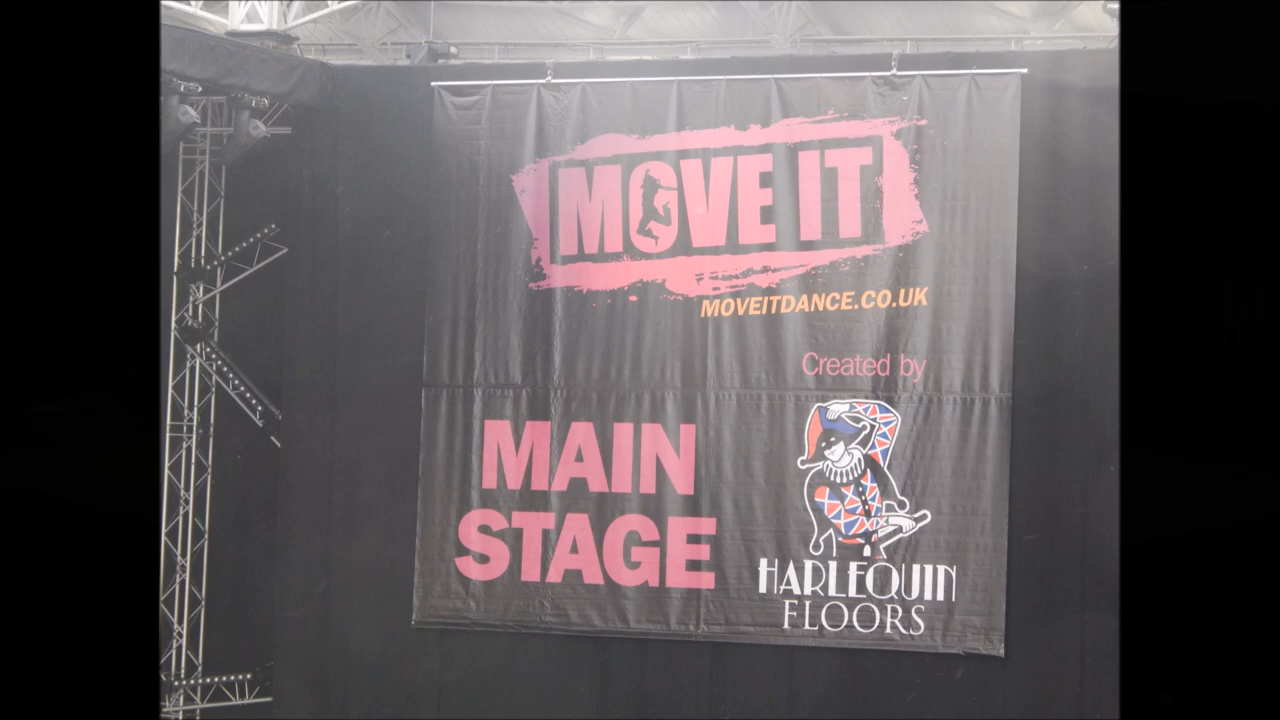 MOVE IT
MOVEITDANCE.CO.UK
Created by
MAIN
STAGE
HARLEQUIN
FLOORS